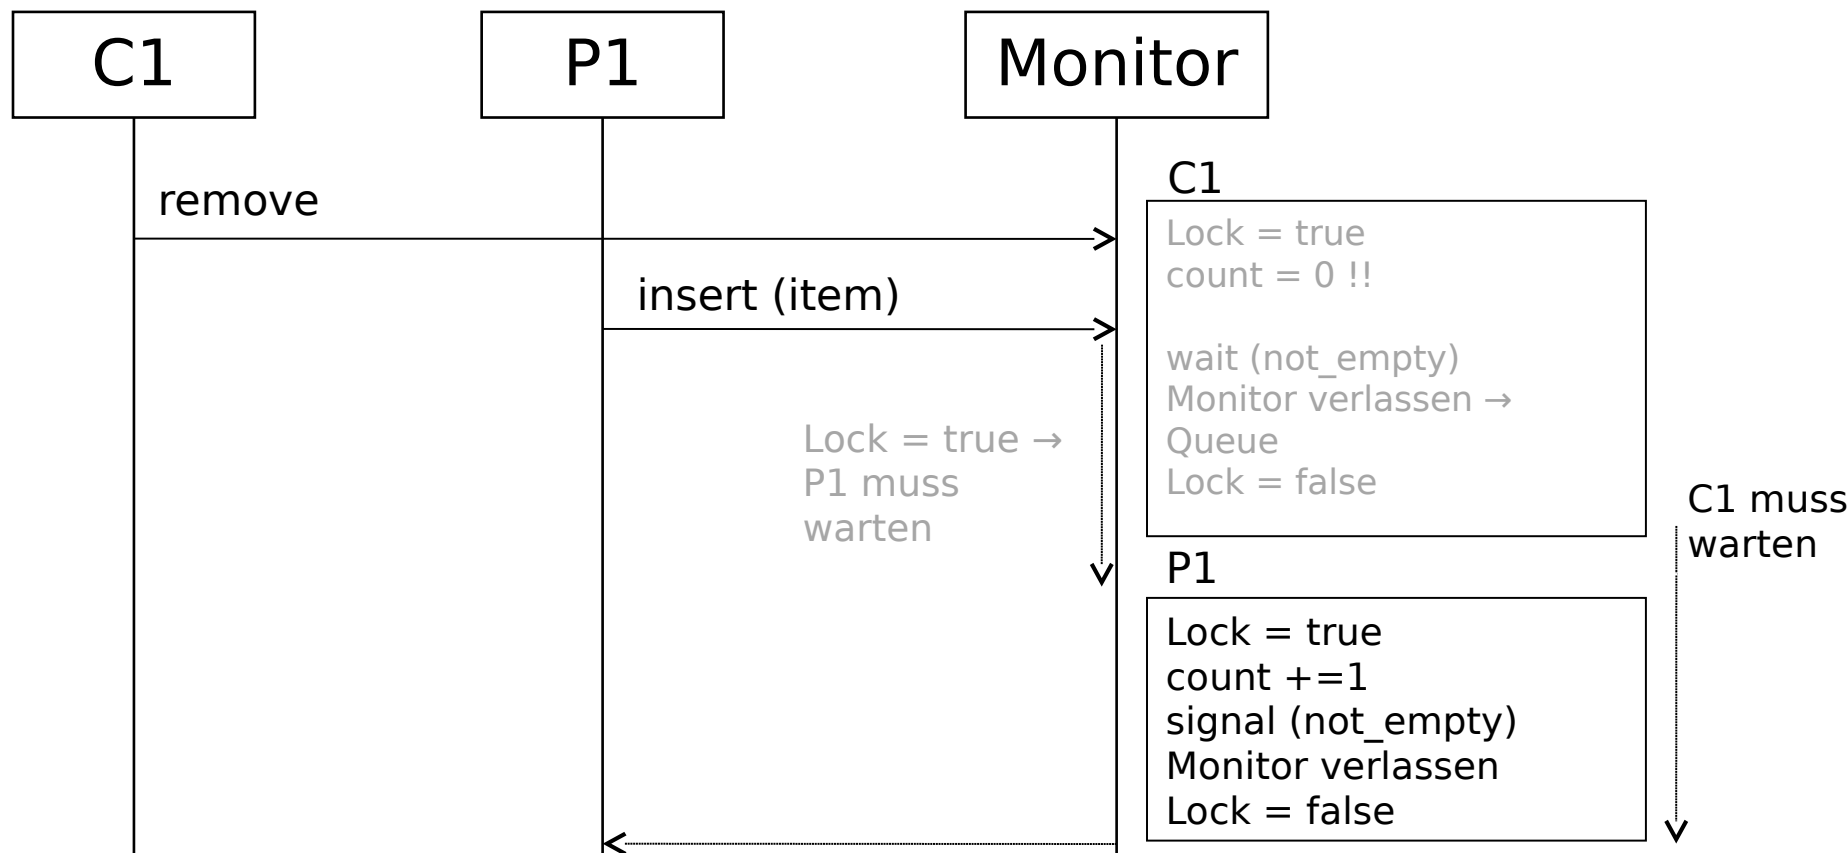 C1
P1
Monitor
remove
insert (item)
Lock = true →
P1 muss
warten
C1
Lock = true
count = 0 !!
wait (not_empty)
Monitor verlassen →
Queue
Lock = false
C1 muss
warten
P1
Lock = true
count +=1
signal (not_empty)
Monitor verlassen
Lock = false